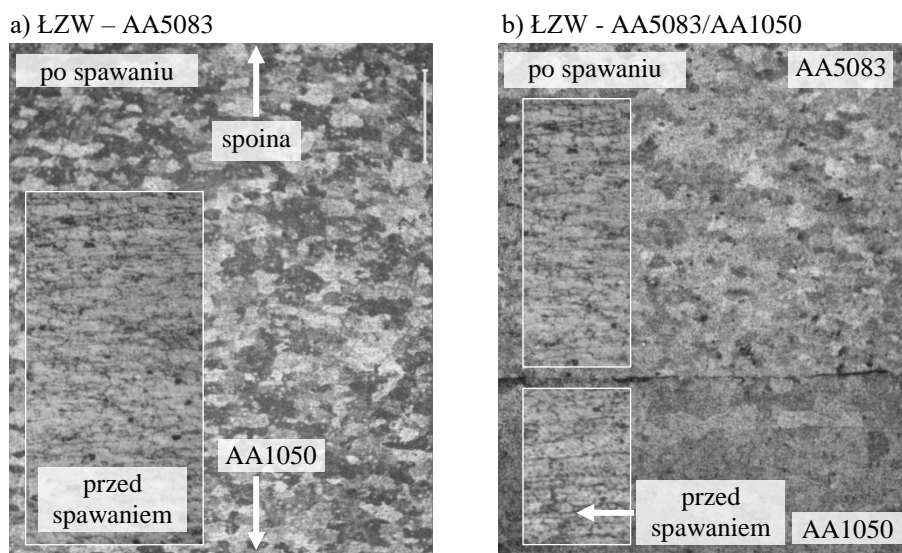 a) ŁZW – AA5083
po spawaniu
spoina
AA1050
przed
spawaniem
b) ŁZW - AA5083/AA1050
po spawaniu
AA5083
przed
spawaniem
AA1050